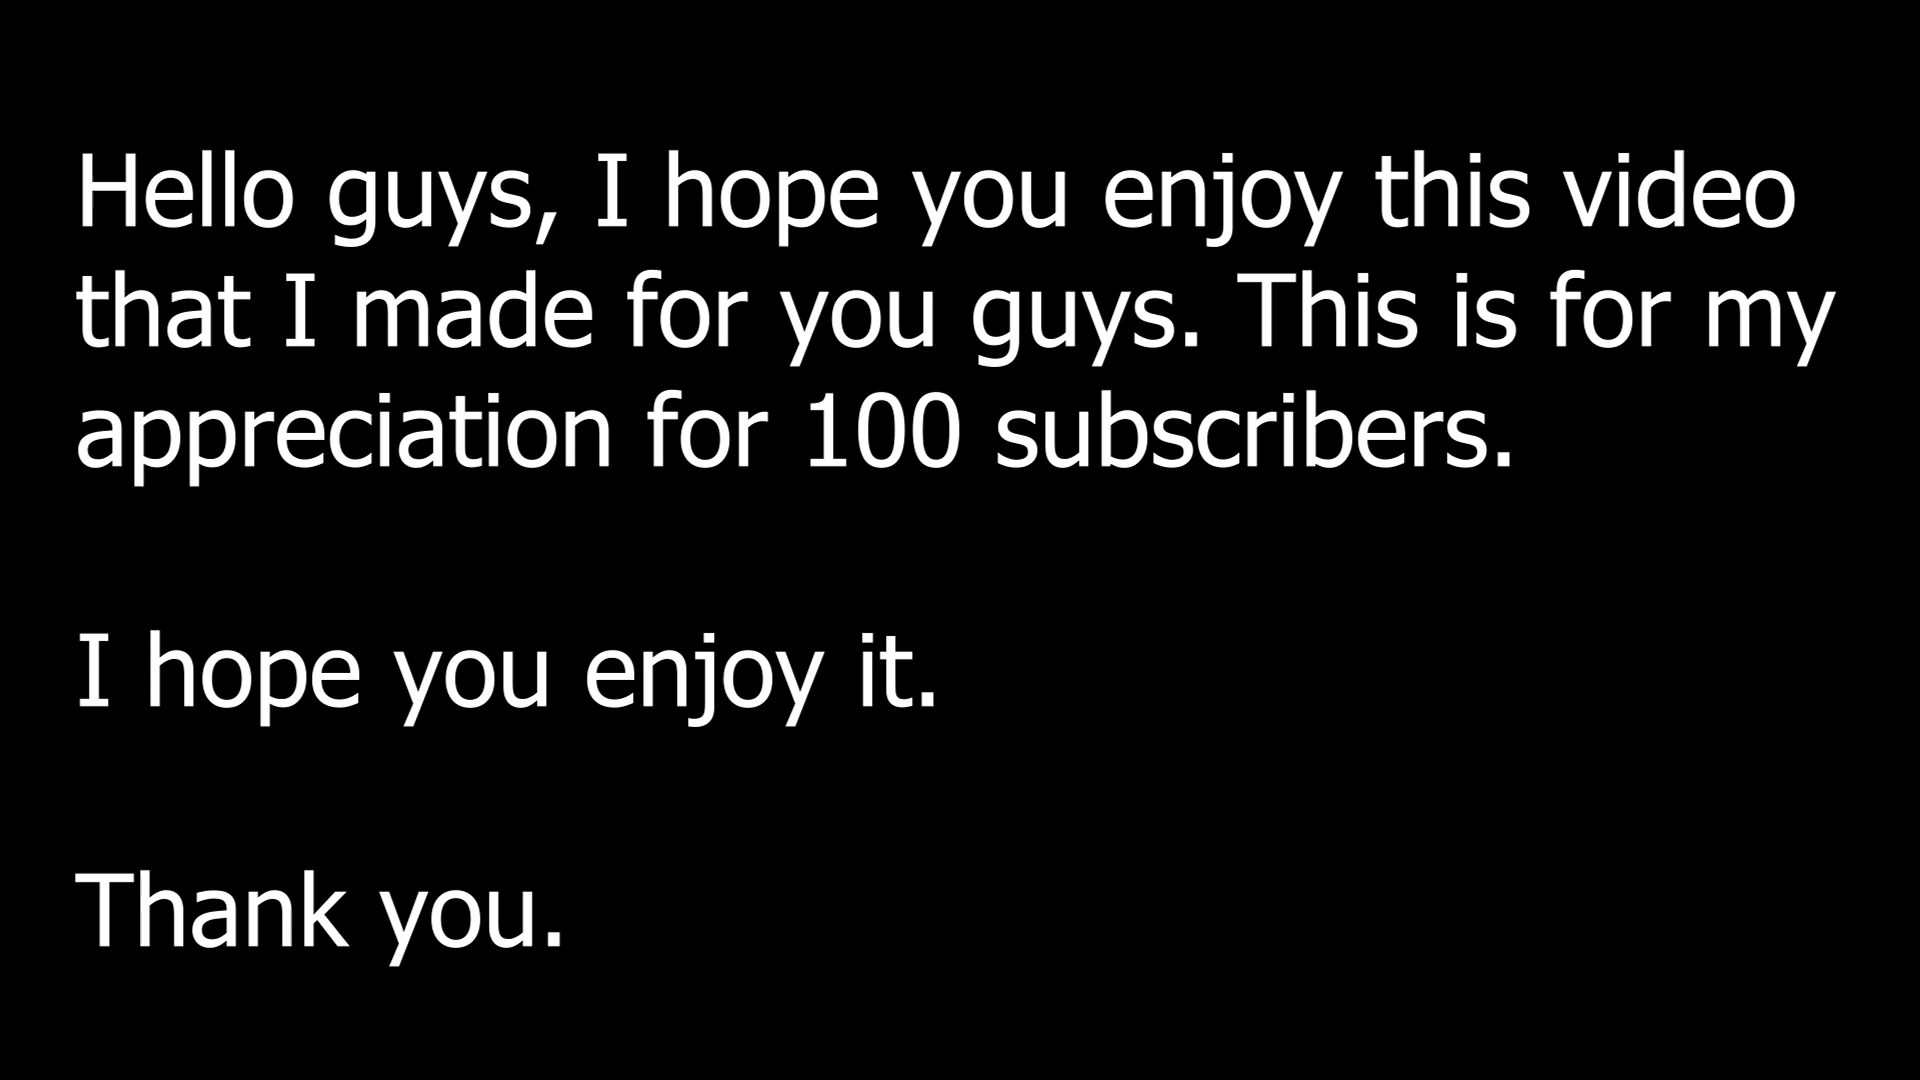 Hello guys, I hope you enjoy this video
that I made for you guys. This is for my
appreciation for 100 subscribers.
I hope you enjoy it.
Thank you.